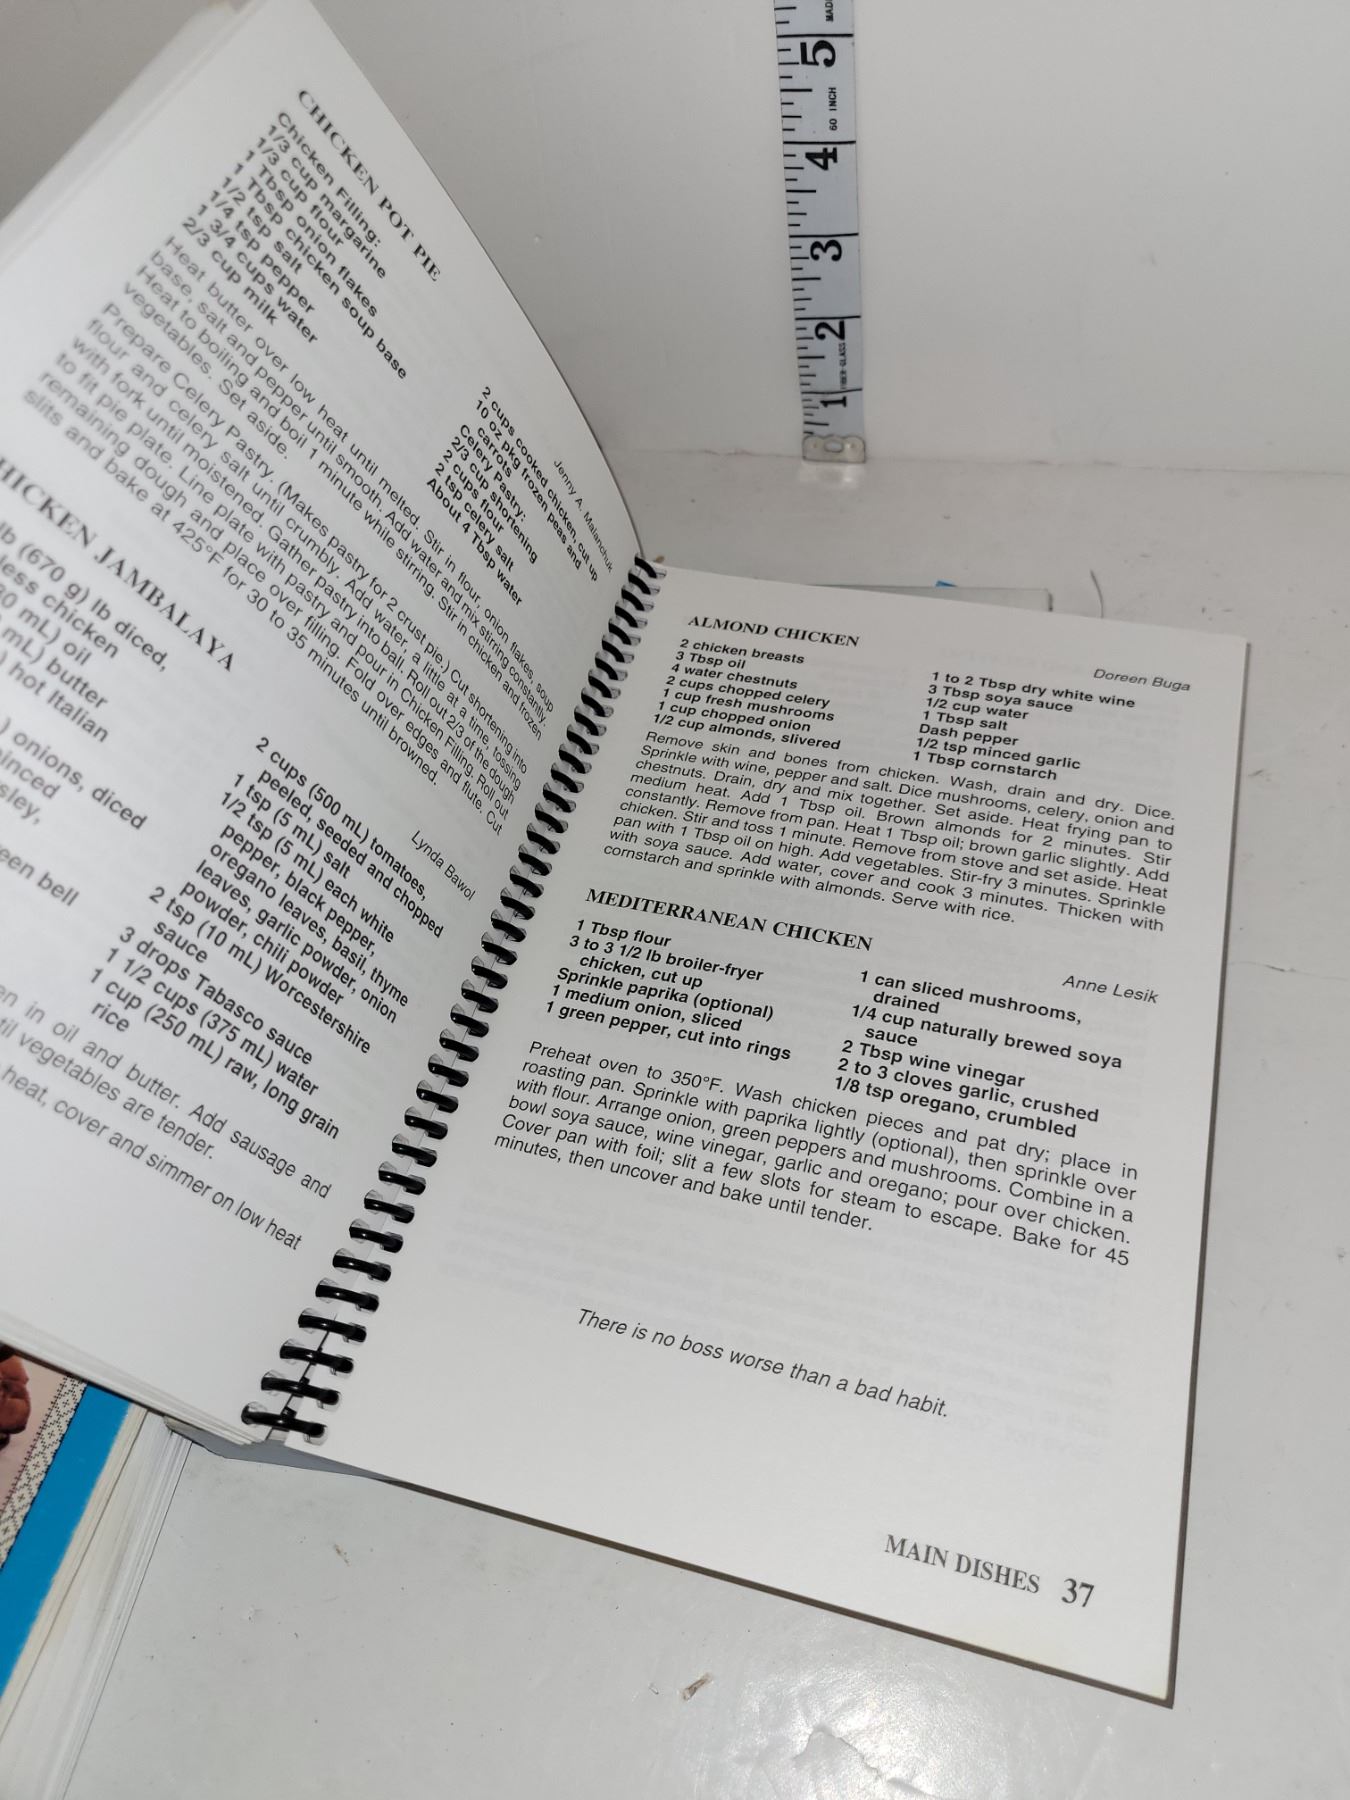 CHICKEN POT PIE
Jenny A. Maianchuk
Chicken Filling:
1/3 cup margarine
1/3 cup flour
1 Tbsp onion flakes
1 Tbsp chicken soup base
1/2 tsp salt
1/4 tsp pepper
1 3/4 cups water
2/3 cup milk
2 cups cooked chicken, cut up
10 oz pkg frozen peas and
carrots
Celery Pastry:
2/3 cup shortening
2 cups flour
2 tsp celery salt
About 4 Tbsp water
Heat butter over low heat until melted. Stir in flour, onion flakes, soup
base, salt and pepper until smooth. Add water and mix stirring constantly.
Heat to boiling and boil 1 minute while stirring. Stir in chicken and frozen
vegetables. Set aside.
Prepare Celery Pastry. (Makes pastry for 2 crust pie.) Cut shortening into
flour and celery salt until crumbly. Add water, a little at a time, tossing
with fork until moistened. Gather pastry into ball. Roll out 2/3 of the dough
to fit pie plate. Line plate with pastry and pour in Chicken Filling. Roll out
remaining dough and place over filling. Fold over edges and flute. Cut
slits and bake at 425°F for 30 to 35 minutes until browned.
HICKEN JAMBALAYA
Lynda Bawol
lb (670 g) lb diced,
less chicken
mL) oil
mL) butter
) hot Italian
) onions, diced
inced
sley,
een bell
2 cups (500 mL) tomatoes,
peeled, seeded and chopped
1 tsp (5 mL) salt
1/2 tsp (5 mL) each white
pepper, black pepper,
oregano leaves, basil, thyme
leaves, garlic powder, onion
powder, chili powder
2 tsp (10 mL) Worcestershire
sauce
3 drops Tabasco sauce
1 1/2 cups (375 mL) water
1 cup (250 mL) raw, long grain
rice
en in oil and butter. Add sausage and
til vegetables are tender.
heat, cover and simmer on low heat
ALMOND CHICKEN
Doreen Buga
2 chicken breasts
3 Tbsp oil
4 water chestnuts
2 cups chopped celery
1 cup fresh mushrooms
1 cup chopped onion
1/2 cup almonds, slivered
1 to 2 Tbsp dry white wine
3 Tbsp soya sauce
1/2 cup water
1 Tbsp salt
Dash pepper
1/2 tsp minced garlic
1 Tbsp cornstarch
Remove skin and bones from chicken. Wash, drain and dry. Dice.
Sprinkle with wine, pepper and salt. Dice mushrooms, celery, onion and
chestnuts. Drain, dry and mix together. Set aside. Heat frying pan to
medium heat. Add 1 Tbsp oil. Brown almonds for 2 minutes. Stir
constantly. Remove from pan. Heat 1 Tbsp oil; brown garlic slightly. Add
chicken. Stir and toss 1 minute. Remove from stove and set aside. Heat
pan with 1 Tbsp oil on high. Add vegetables. Stir-fry 3 minutes. Sprinkle
with soya sauce. Add water, cover and cook 3 minutes. Thicken with
cornstarch and sprinkle with almonds. Serve with rice.
MEDITERRANEAN CHICKEN
Anne Lesik
1 Tbsp flour
3 to 3 1/2 lb broiler-fryer
chicken, cut up
Sprinkle paprika (optional)
1 medium onion, sliced
1 green pepper, cut into rings
1 can sliced mushrooms,
drained
1/4 cup naturally brewed soya
sauce
2 Tbsp wine vinegar
2 to 3 cloves garlic, crushed
1/8 tsp oregano, crumbled
Preheat oven to 350°F. Wash chicken pieces and pat dry; place in
roasting pan. Sprinkle with paprika lightly (optional), then sprinkle over
with flour. Arrange onion, green peppers and mushrooms. Combine in a
bowl soya sauce, wine vinegar, garlic and oregano; pour over chicken.
Cover pan with foil; slit a few slots for steam to escape. Bake for 45
minutes, then uncover and bake until tender.
There is no boss worse than a bad habit.
MAIN DISHES 37
MADE
5
60 INCH
4
3
2
FIBER-GLASS
1